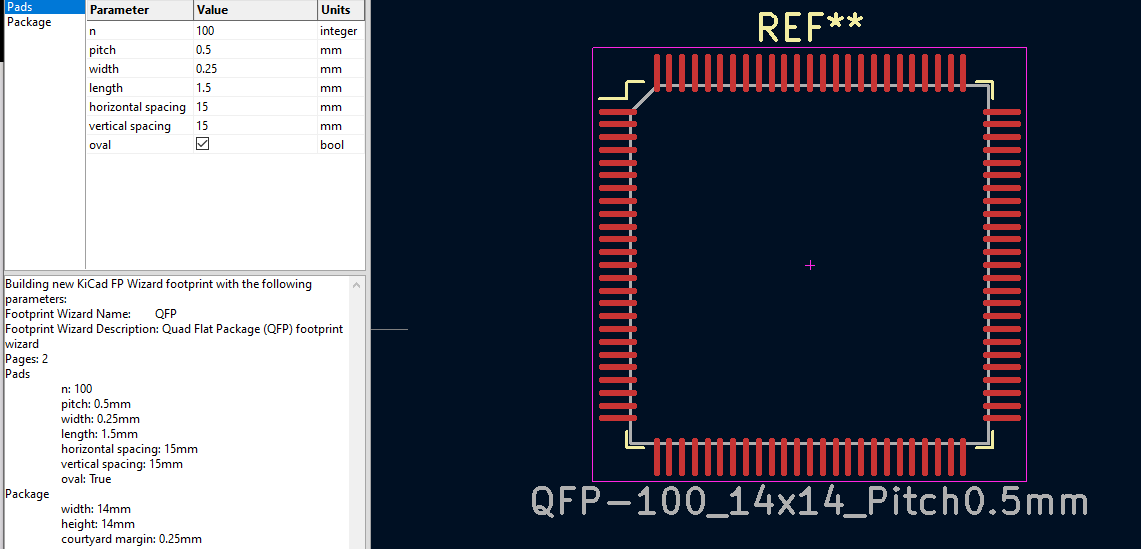 Pads
Package
Parameter Value Units
n 100 integer
pitch 0.5 mm
width 0.25 mm
length 1.5 mm
horizontal spacing 15 mm
vertical spacing 15 mm
oval bool
Building new KiCad FP Wizard footprint with the following
parameters:
Footprint Wizard Name: QFP
Footprint Wizard Description: Quad Flat Package (QFP) footprint
wizard
Pages: 2
Pads
n: 100
pitch: 0.5mm
width: 0.25mm
length: 1.5mm
horizontal spacing: 15mm
vertical spacing: 15mm
oval: True
Package
width: 14mm
height: 14mm
courtyard margin: 0.25mm
REF**
QFP-100_14x14_Pitch0.5mm